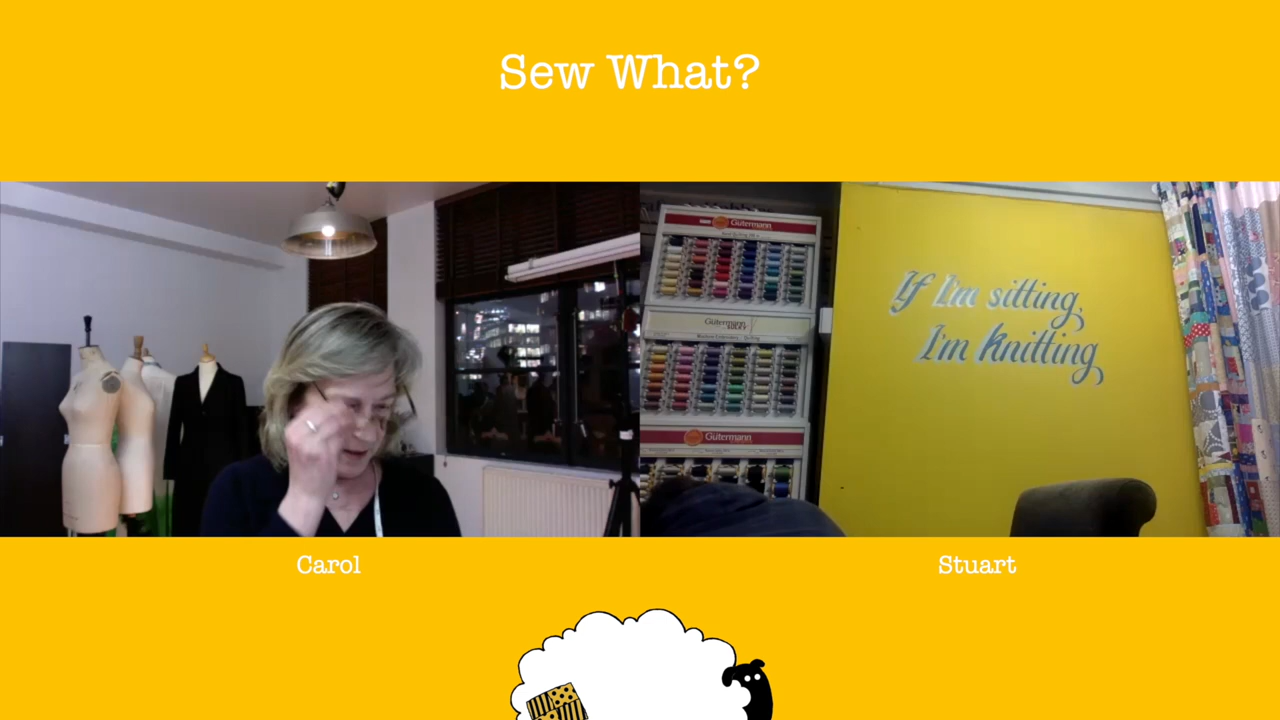 Sew What?
Gütermann
Gütermann
Gütermann
If I'm sitting,
I'm knitting
Carol
Stuart